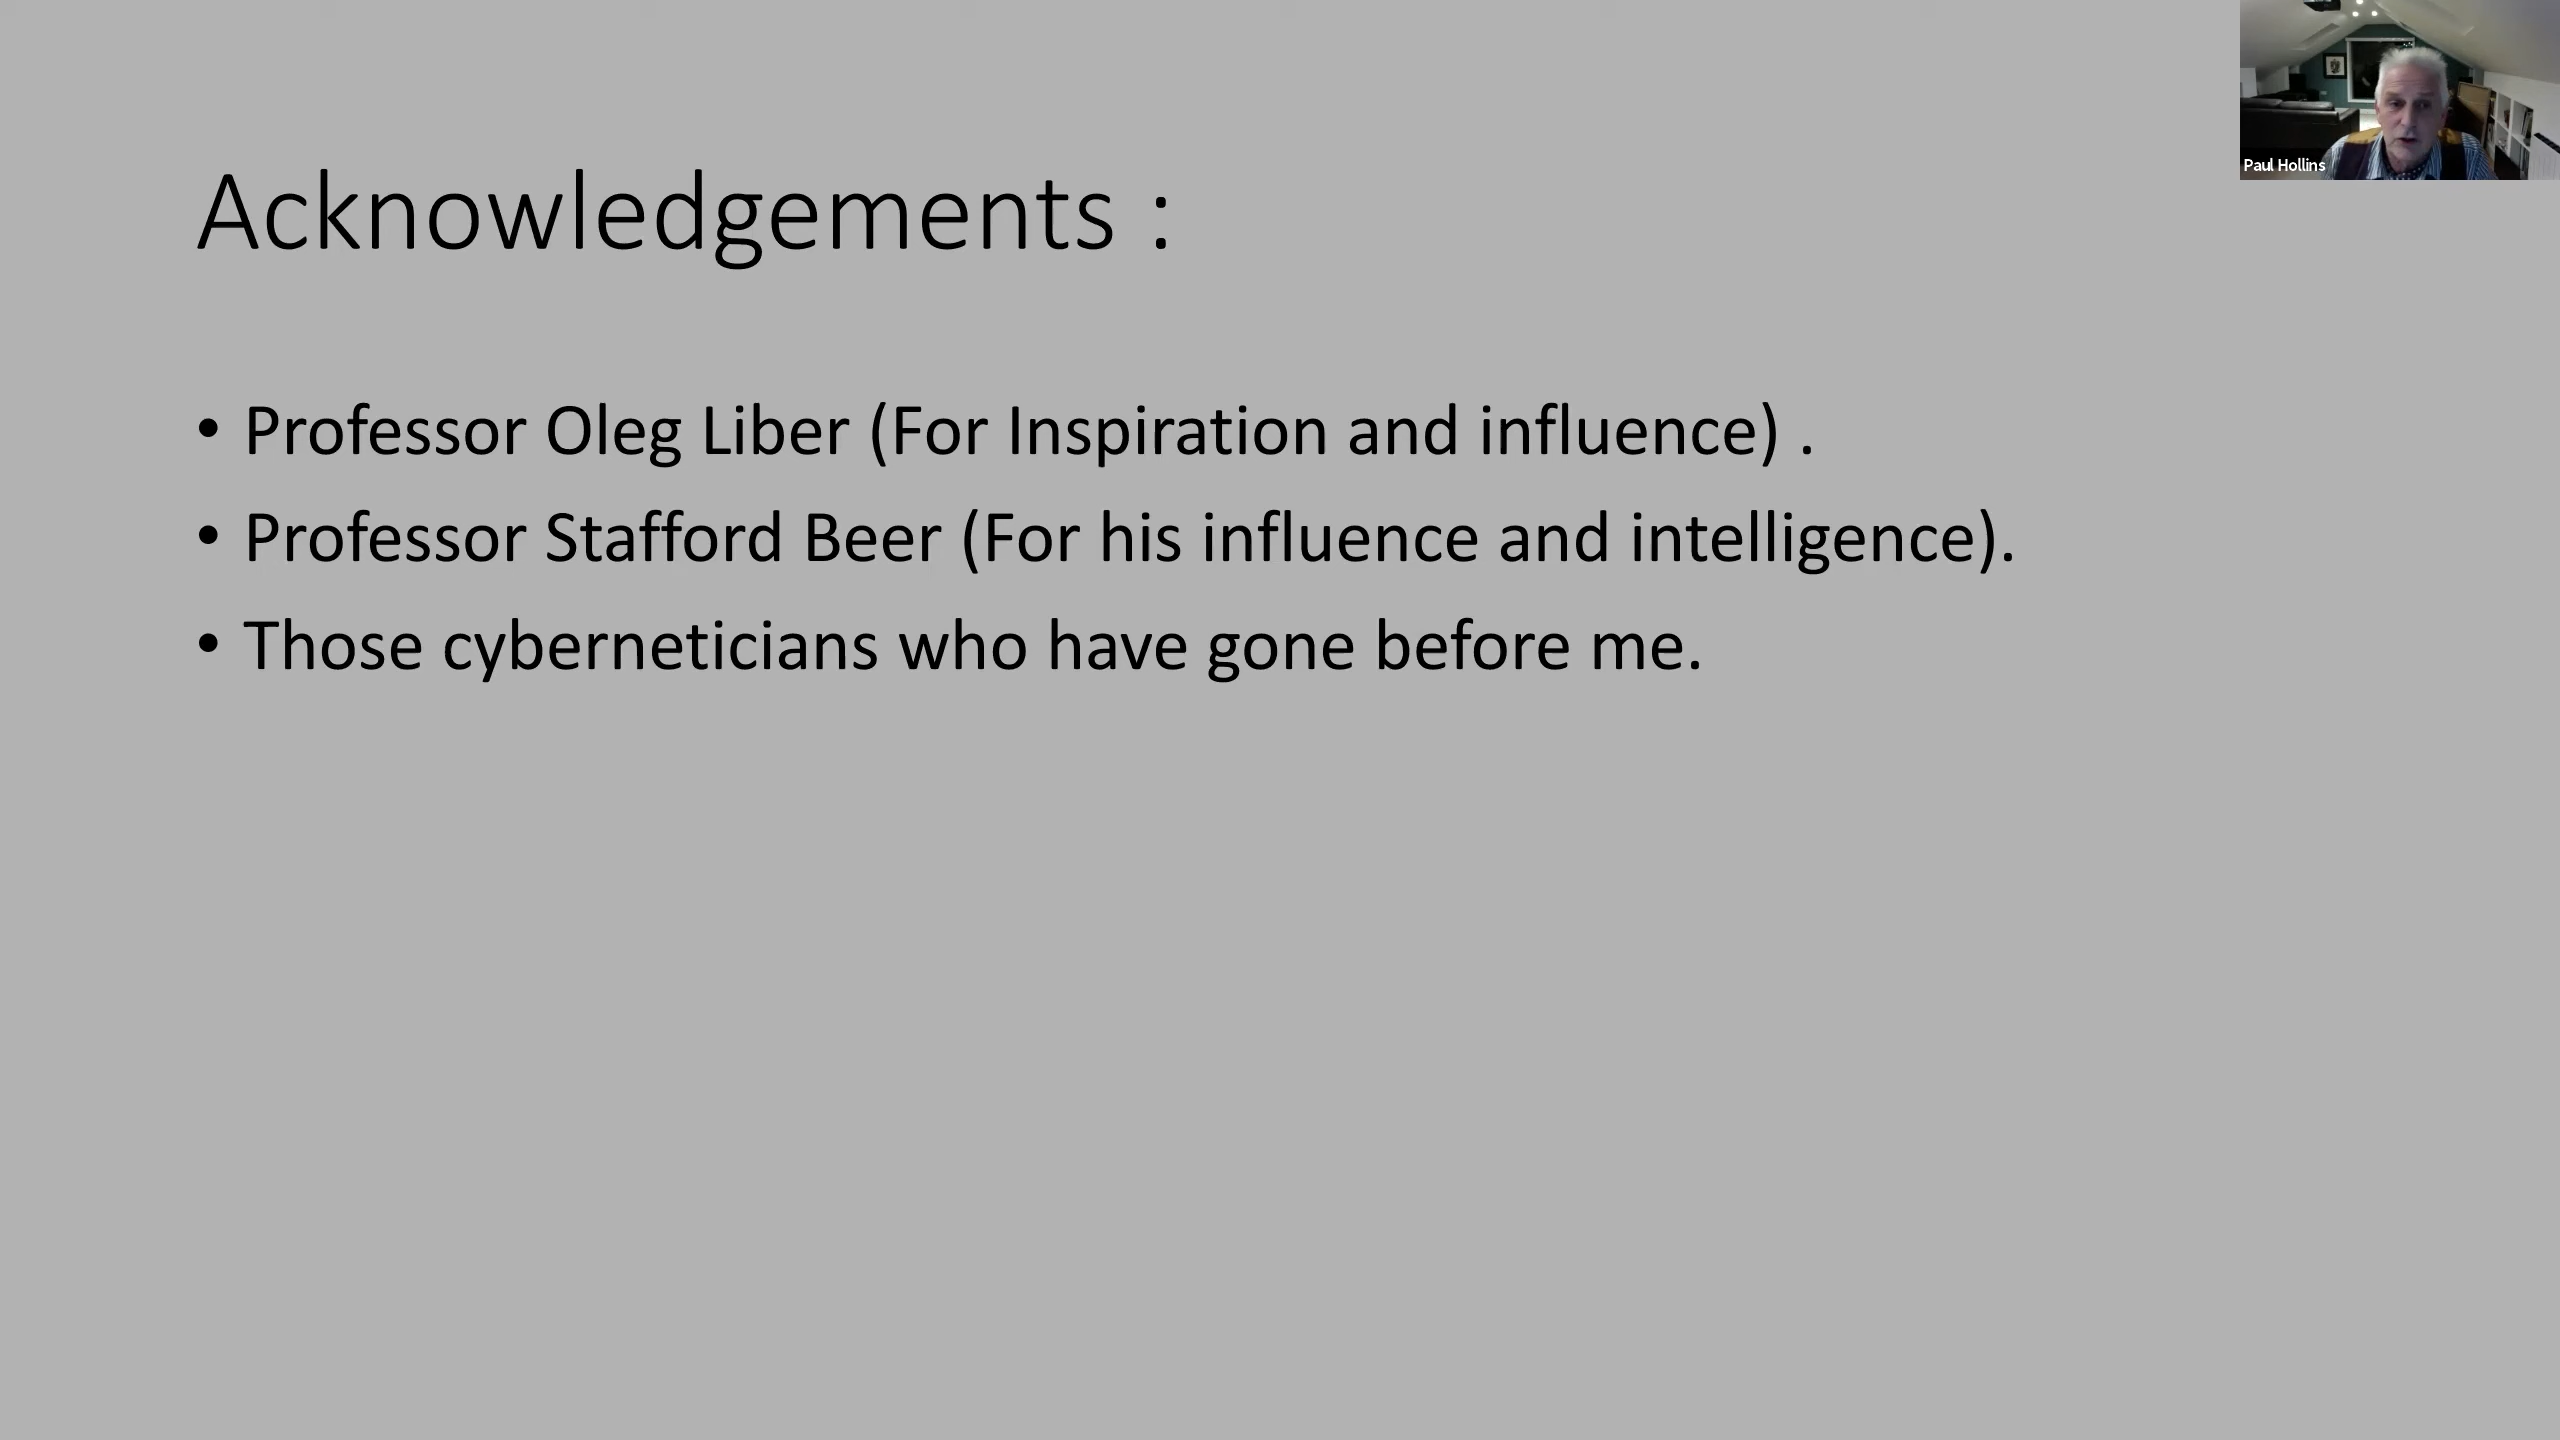 Paul Hollins
Acknowledgements :
• Professor Oleg Liber (For Inspiration and influence) .
• Professor Stafford Beer (For his influence and intelligence).
• Those cyberneticians who have gone before me.